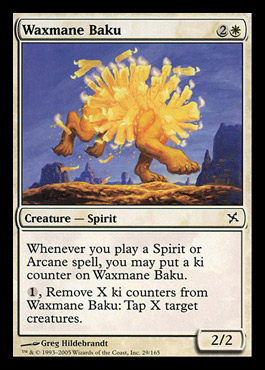 Waxmane Baku 2
Creature — Spirit
Whenever you play a Spirit or
Arcane spell, you may put a ki
counter on Waxmane Baku.
1, Remove X ki counters from
Waxmane Baku: Tap X target
creatures.
Greg Hildebrandt
™ & © 1993–2005 Wizards of the Coast, Inc. 29/165
2/2